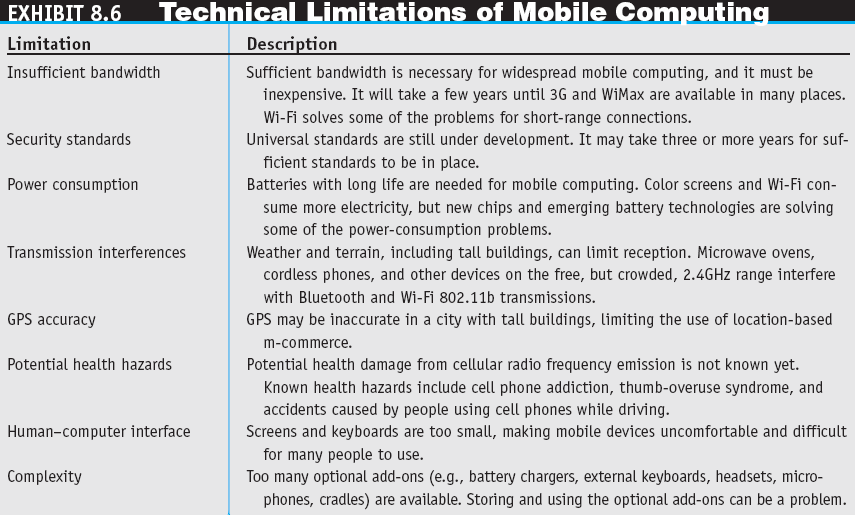 EXHIBIT 8.6 Technical Limitations of Mobile Computing
Limitation Description
Insufficient bandwidth Sufficient bandwidth is necessary for widespread mobile computing, and it must be
inexpensive. It will take a few years until 3G and WiMax are available in many places.
Wi-Fi solves some of the problems for short-range connections.
Security standards Universal standards are still under development. It may take three or more years for suf-
ficient standards to be in place.
Power consumption Batteries with long life are needed for mobile computing. Color screens and Wi-Fi con-
sume more electricity, but new chips and emerging battery technologies are solving
some of the power-consumption problems.
Transmission interferences Weather and terrain, including tall buildings, can limit reception. Microwave ovens,
cordless phones, and other devices on the free, but crowded, 2.4GHz range interfere
with Bluetooth and Wi-Fi 802.11b transmissions.
GPS accuracy GPS may be inaccurate in a city with tall buildings, limiting the use of location-based
m-commerce.
Potential health hazards Potential health damage from cellular radio frequency emission is not known yet.
Known health hazards include cell phone addiction, thumb-overuse syndrome, and
accidents caused by people using cell phones while driving.
Human–computer interface Screens and keyboards are too small, making mobile devices uncomfortable and difficult
for many people to use.
Complexity Too many optional add-ons (e.g., battery chargers, external keyboards, headsets, micro-
phones, cradles) are available. Storing and using the optional add-ons can be a problem.